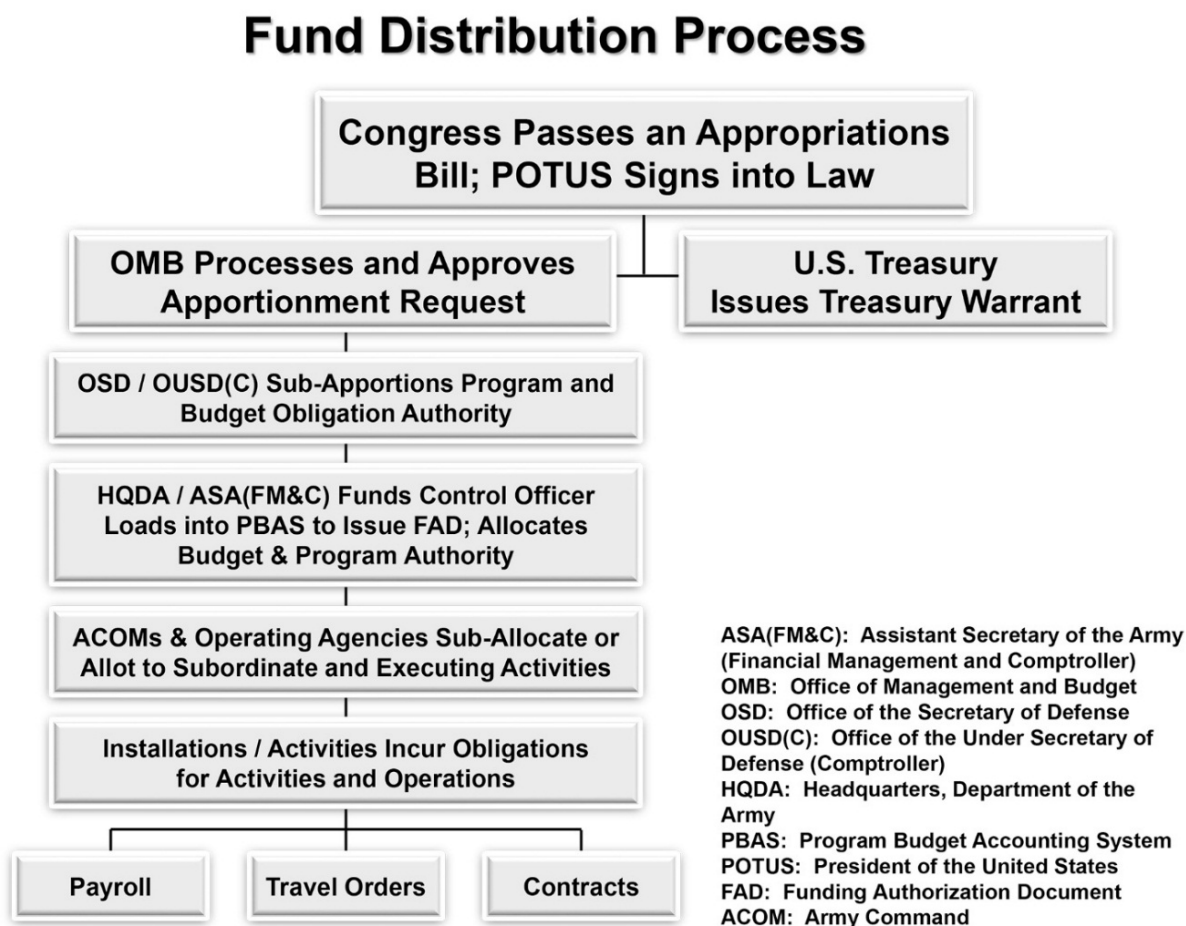 Fund Distribution Process
Congress Passes an Appropriations
Bill; POTUS Signs into Law
OMB Processes and Approves
Apportionment Request
U.S. Treasury
Issues Treasury Warrant
OSD / OUSD(C) Sub-Apportions Program and
Budget Obligation Authority
HQDA / ASA(FM&C) Funds Control Officer
Loads into PBAS to Issue FAD; Allocates
Budget & Program Authority
ACOMs & Operating Agencies Sub-Allocate or
Allot to Subordinate and Executing Activities
Installations / Activities Incur Obligations
for Activities and Operations
Payroll
Travel Orders
Contracts
ASA(FM&C): Assistant Secretary of the Army
(Financial Management and Comptroller)
OMB: Office of Management and Budget
OSD: Office of the Secretary of Defense
OUSD(C): Office of the Under Secretary of
Defense (Comptroller)
HQDA: Headquarters, Department of the
Army
PBAS: Program Budget Accounting System
POTUS: President of the United States
FAD: Funding Authorization Document
ACOM: Army Command